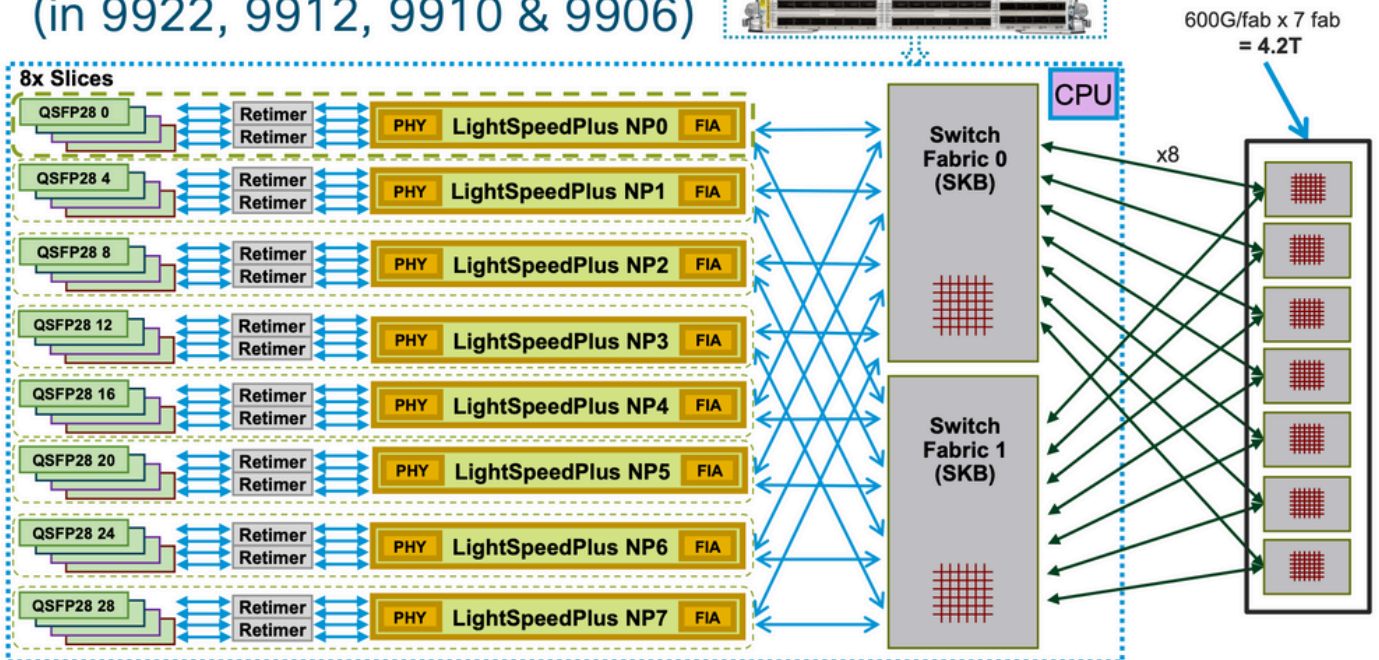 (in 9922, 9912, 9910 & 9906)
600G/fab x 7 fab
= 4.2T
8x Slices
CPU
QSFP28 0
Retimer
Retimer
PHY
LightSpeedPlus NP0
FIA
QSFP28 4
Retimer
Retimer
PHY
LightSpeedPlus NP1
FIA
QSFP28 8
Retimer
Retimer
PHY
LightSpeedPlus NP2
FIA
QSFP28 12
Retimer
Retimer
PHY
LightSpeedPlus NP3
FIA
QSFP28 16
Retimer
Retimer
PHY
LightSpeedPlus NP4
FIA
QSFP28 20
Retimer
Retimer
PHY
LightSpeedPlus NP5
FIA
QSFP28 24
Retimer
Retimer
PHY
LightSpeedPlus NP6
FIA
QSFP28 28
Retimer
Retimer
PHY
LightSpeedPlus NP7
FIA
Switch
Fabric 0
(SKB)
Switch
Fabric 1
(SKB)
x8